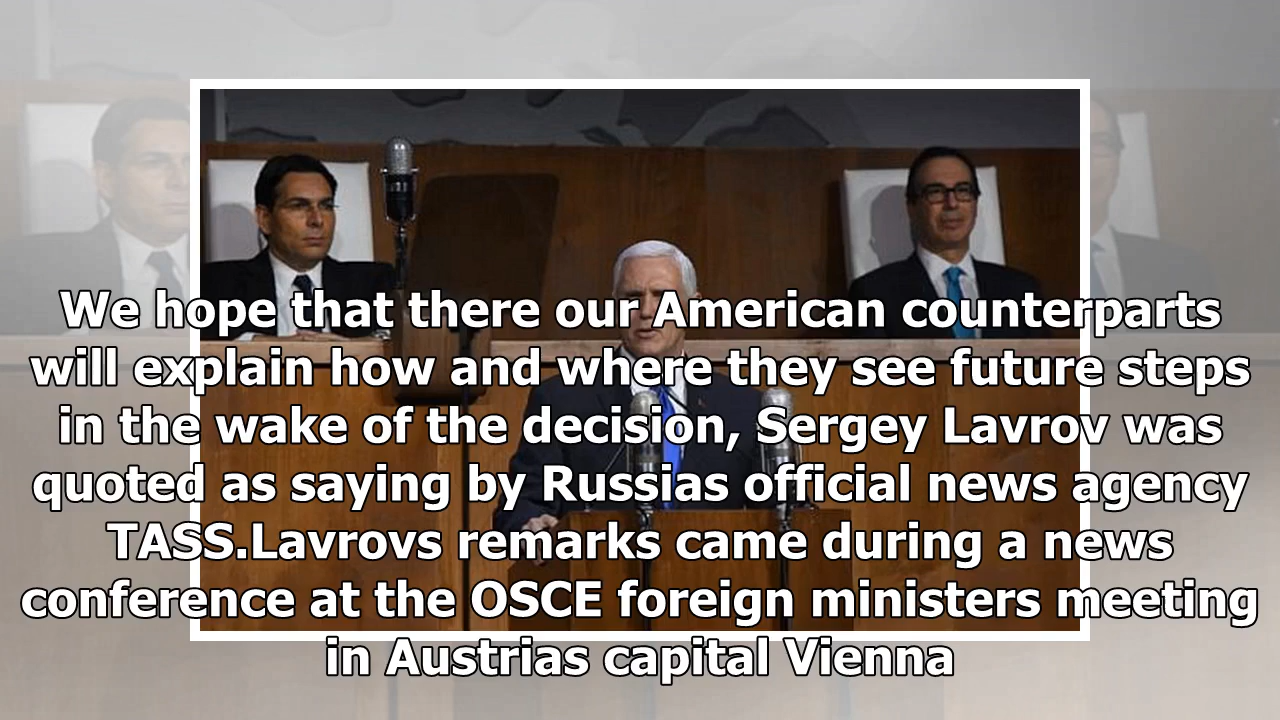 We hope that there our American counterparts
will explain how and where they see future steps
in the wake of the decision, Sergey Lavrov was
quoted as saying by Russias official news agency
TASS.Lavrovs remarks came during a news
conference at the OSCE foreign ministers meeting
in Austrias capital Vienna